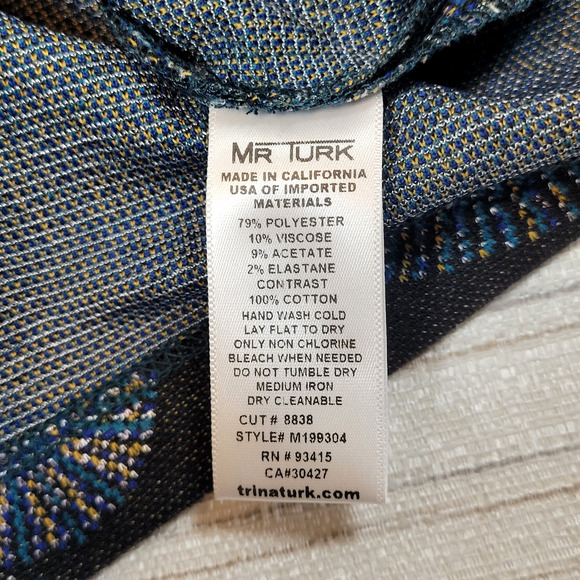 MR TURK
MADE IN CALIFORNIA
USA OF IMPORTED
MATERIALS
79% POLYESTER
10% VISCOSE
9% ACETATE
2% ELASTANE
CONTRAST
100% COTTON
HAND WASH COLD
LAY FLAT TO DRY
ONLY NON CHLORINE
BLEACH WHEN NEEDED
DO NOT TUMBLE DRY
MEDIUM IRON
DRY CLEANABLE
CUT # 8838
STYLE# M199304
RN # 93415
CA#30427
trinaturk.com